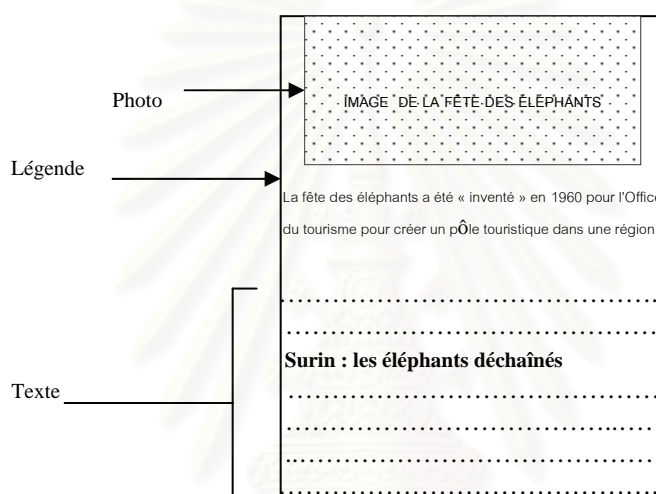 Photo
IMAGE DE LA FÊTE DES ÉLÉPHANTS
Légende
La fête des éléphants a été « inventé » en 1960 pour l'Office
du tourisme pour créer un pôle touristique dans une région
………………………………………
………………………………………
Surin : les éléphants déchaînés
Texte
………………………………………
…………………………………..……
..……………………………………
………………………………………